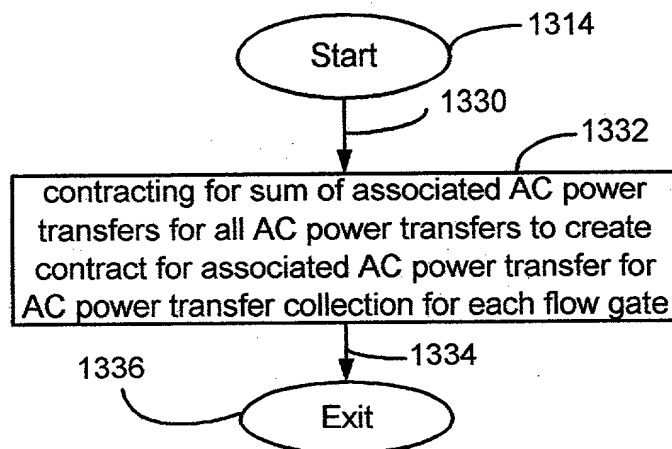 Start
1314
1330
1332
contracting for sum of associated AC power
transfers for all AC power transfers to create
contract for associated AC power transfer for
AC power transfer collection for each flow gate
1334
1336
Exit